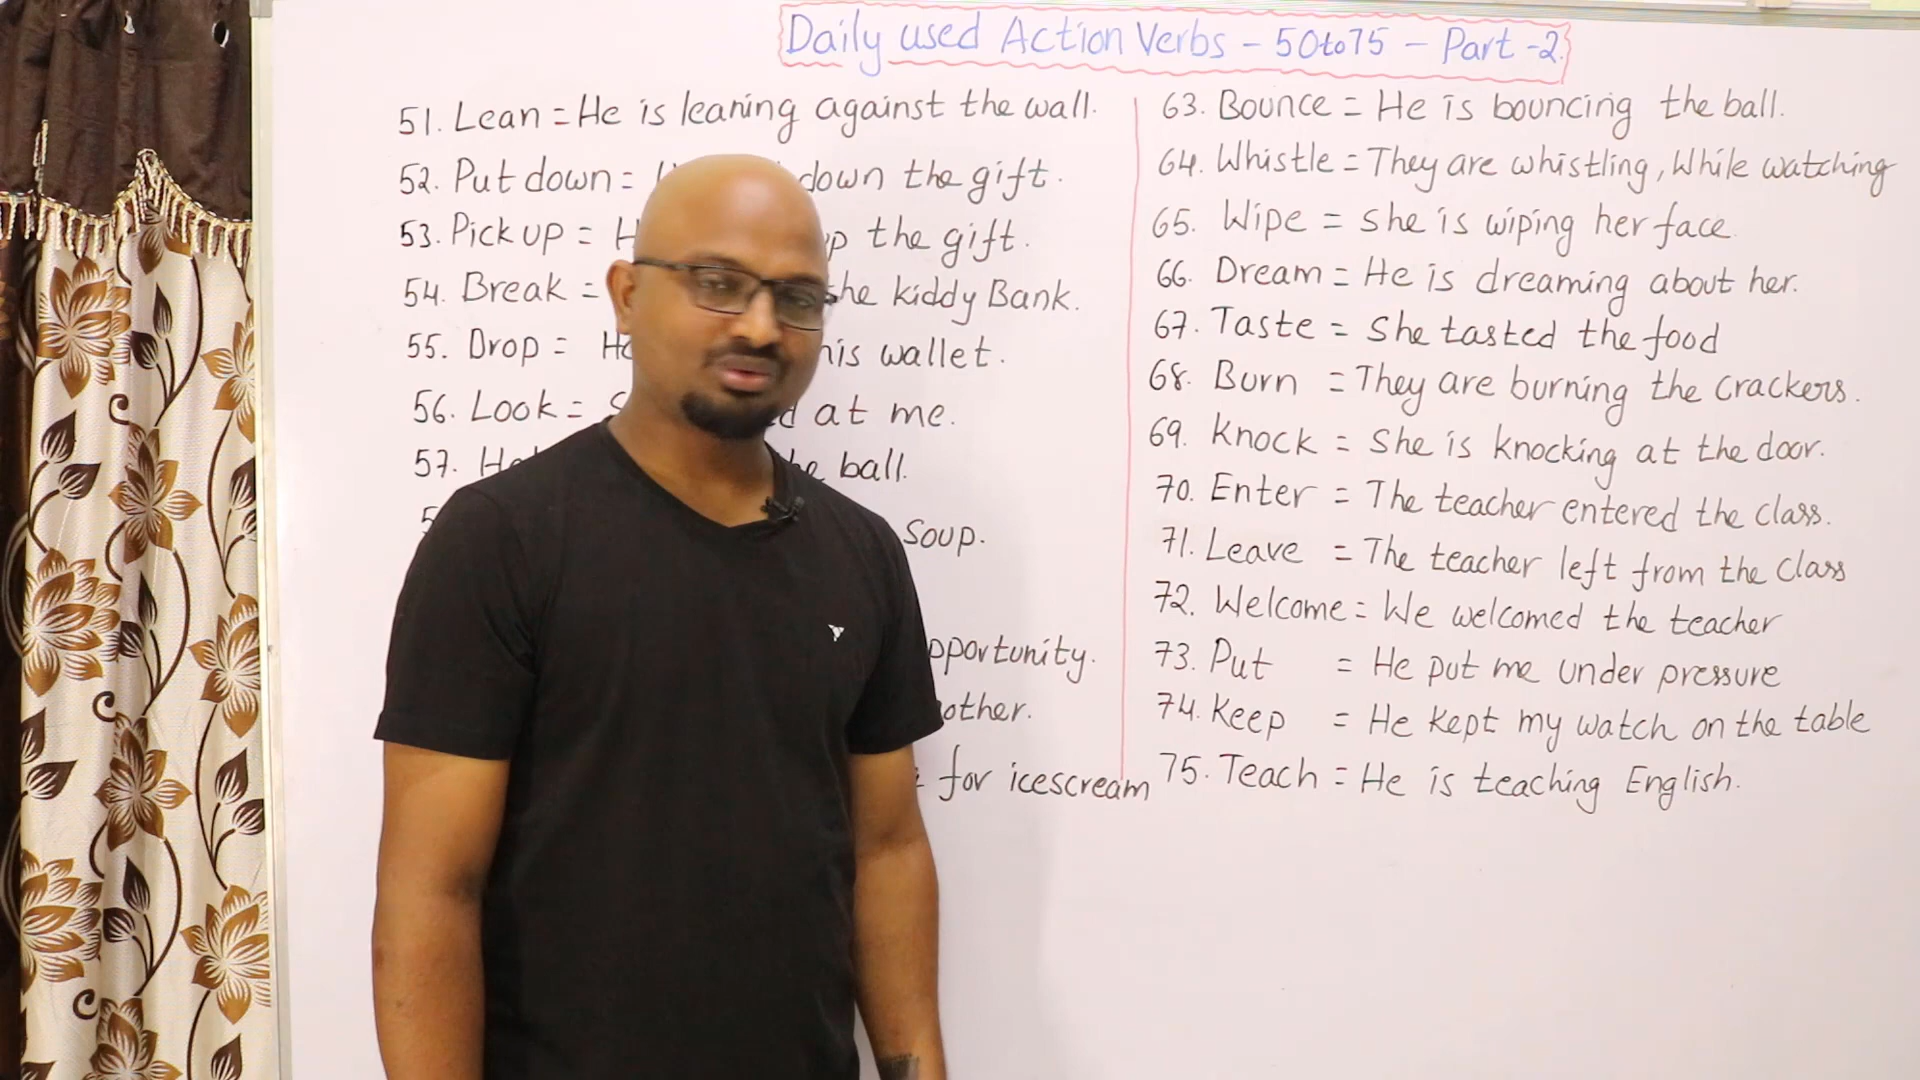 Daily used Action Verbs - 50 to 75 - Part -2
51. Lean = He is leaning against the wall.
52. Put down = down the gift.
53. Pick up = the gift.
54. Break = the kiddy Bank.
55. Drop = his wallet.
56. Look = at me.
57. the ball.
Soup.
opportunity.
for icescream
63. Bounce = He is bouncing the ball.
64. Whistle = They are whistling, While watching
65. Wipe = She is wiping her face
66. Dream = He is dreaming about her.
67. Taste = She tasted the food
68. Burn = They are burning the crackers.
69. Knock = She is knocking at the door.
70. Enter = The teacher entered the class.
71. Leave = The teacher left from the class
72. Welcome = We welcomed the teacher
73. Put = He put me under pressure
74. Keep = He kept my watch on the table
75. Teach = He is teaching English.